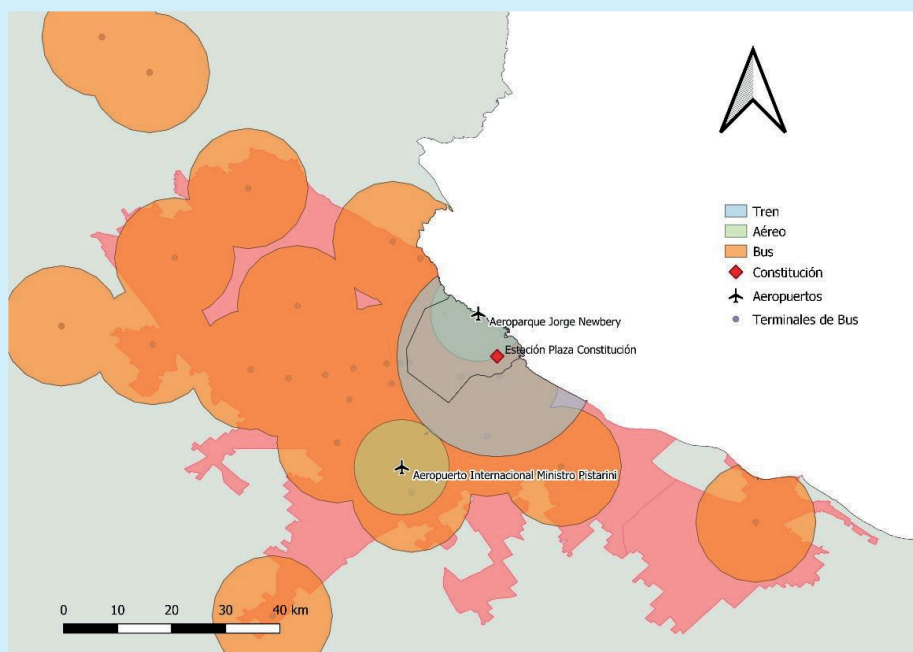 Tren
Aéreo
Bus
Constitución
Aeropuertos
Terminales de Bus
Aeroparque Jorge Newbery
Estación Plaza Constitución
Aeropuerto Internacional Ministro Pistarini
0 10 20 30 40 km